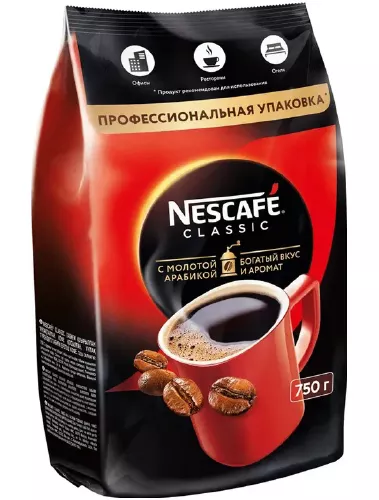 Офисы Рестораны Отели
* Продукт рекомендован для использования
ПРОФЕССИОНАЛЬНАЯ УПАКОВКА*
NESCAFÉ
CLASSIC
С МОЛОТОЙ БОГАТЫЙ ВКУС
АРАБИКОЙ И АРОМАТ
750 г